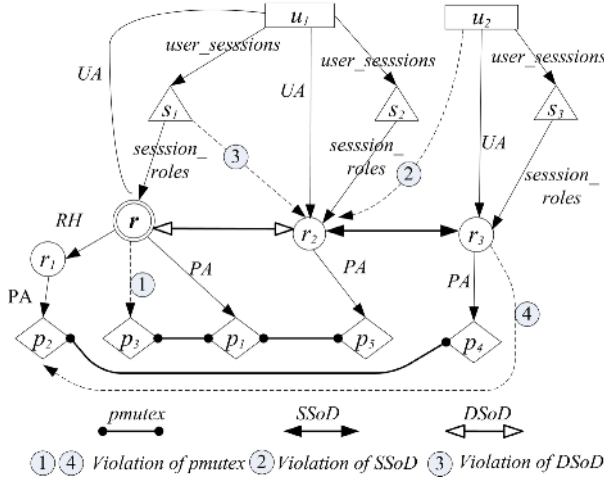 u1 u2
user_sesssions user_sesssions user_sesssions
UA UA UA
s1 s2 s3
sesssion_
roles
3
sesssion_
roles
2
sesssion_
roles
RH r r2 r3
r1
PA 1 PA PA PA 4
p2 p3 p1 p5 p4
pmutex SSoD DSoD
1 4 Violation of pmutex 2 Violation of SSoD 3 Violation of DSoD